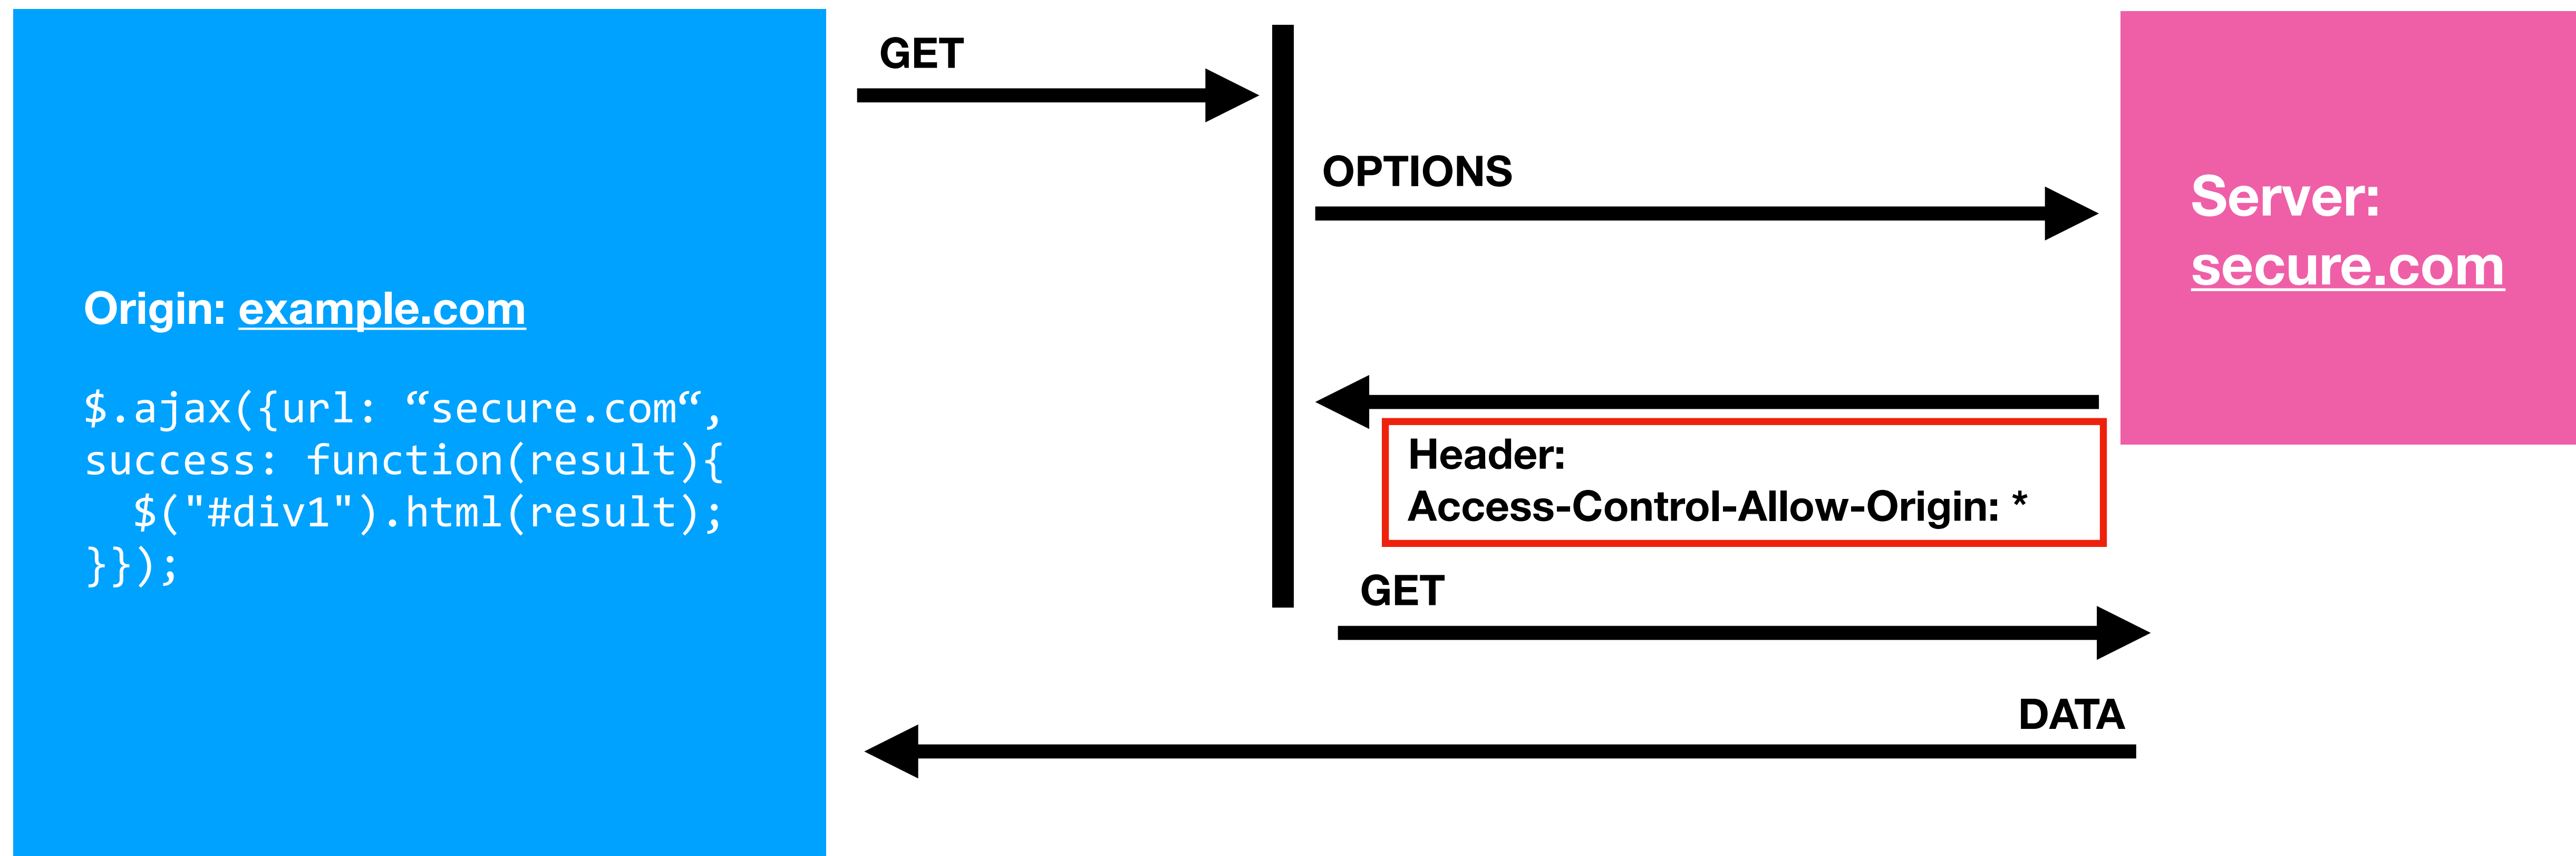 Origin: example.com
$.ajax({url: “secure.com“,
success: function(result){
  $("#div1").html(result);
}});
GET
OPTIONS
Server:
secure.com
Header:
Access-Control-Allow-Origin: *
GET
DATA